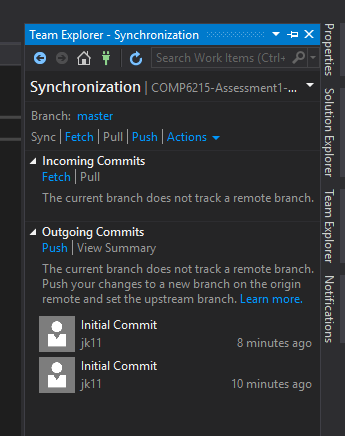 Team Explorer - Synchronization
Search Work Items (Ctrl+
Synchronization | COMP6215-Assessment1-...
Branch: master
Sync | Fetch | Pull | Push | Actions
Incoming Commits
Fetch | Pull
The current branch does not track a remote branch.
Outgoing Commits
Push | View Summary
The current branch does not track a remote branch.
Push your changes to a new branch on the origin
remote and set the upstream branch. Learn more.
Initial Commit
jk11 8 minutes ago
Initial Commit
jk11 10 minutes ago
Properties
Solution Explorer
Team Explorer
Notifications